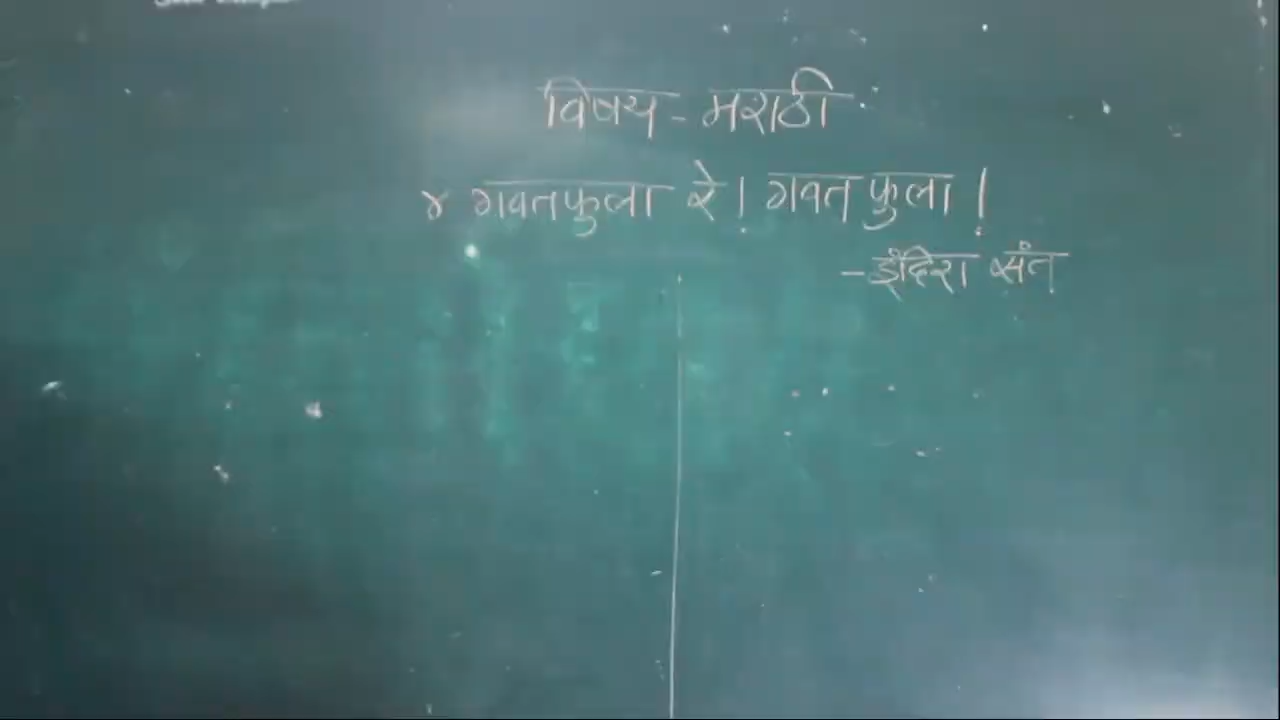 विषय - मराठी
४ गवतफुला रे! गवत फुला!
- इंदिरा संत